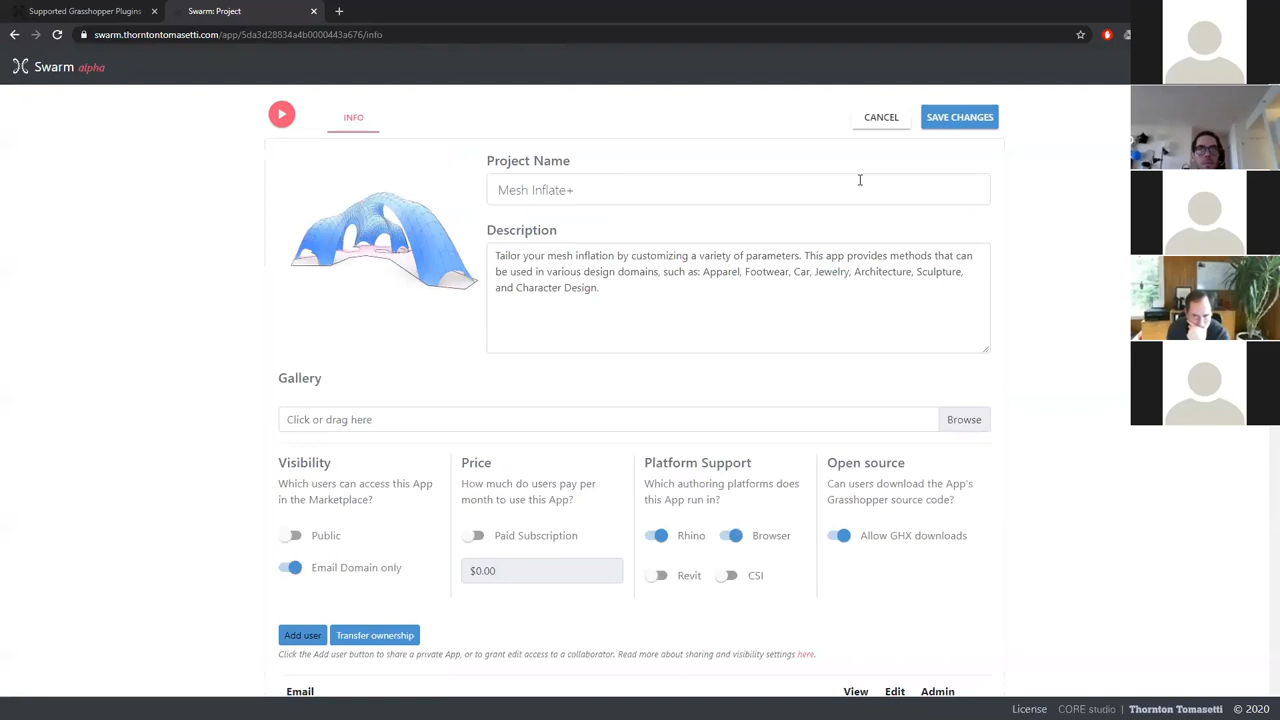 Supported Grasshopper Plugins
Swarm: Project
swarm.thorntontomasetti.com/app/5da3d28834a4b0000443a676/info
Swarm alpha
INFO
CANCEL
SAVE CHANGES
Project Name
Mesh Inflate+
Description
Tailor your mesh inflation by customizing a variety of parameters. This app provides methods that can
be used in various design domains, such as: Apparel, Footwear, Car, Jewelry, Architecture, Sculpture,
and Character Design.
Gallery
Click or drag here
Browse
Visibility
Which users can access this App
in the Marketplace?
Public
Email Domain only
Price
How much do users pay per
month to use this App?
Paid Subscription
$0.00
Platform Support
Which authoring platforms does
this App run in?
Rhino
Browser
Revit
CSI
Open source
Can users download the App's
Grasshopper source code?
Allow GHX downloads
Add user
Transfer ownership
Click the Add user button to share a private App, or to grant edit access to a collaborator. Read more about sharing and visibility settings here.
Email
View
Edit
Admin
License
CORE studio
Thornton Tomasetti
© 2020